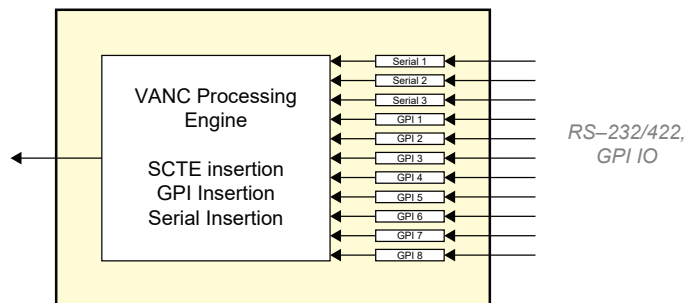 VANC Processing
Engine
SCTE insertion
GPI Insertion
Serial Insertion
Serial 1
Serial 2
Serial 3
GPI 1
GPI 2
GPI 3
GPI 4
GPI 5
GPI 6
GPI 7
GPI 8
RS–232/422,
GPI IO